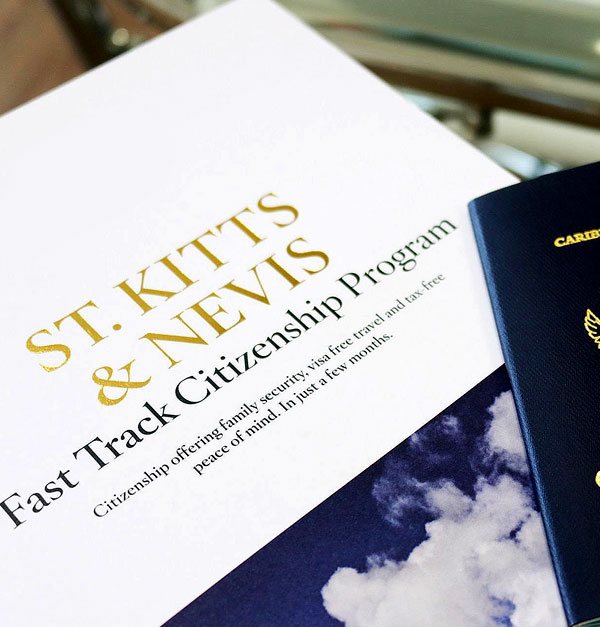 ST. KITTS
& NEVIS
Fast Track Citizenship Program
Citizenship offering family security, visa free travel and tax-free
peace of mind. In just a few months.